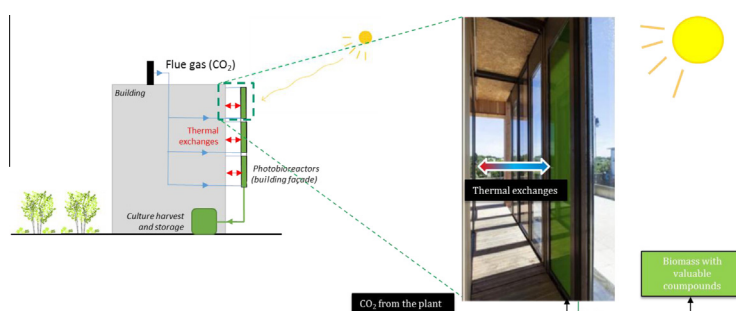 Flue gas (CO₂)
Building
Thermal
exchanges
Photobioreactors
(building façade)
Culture harvest
and storage
Thermal exchanges
CO₂ from the plant
Biomass with
valuable
coumpounds